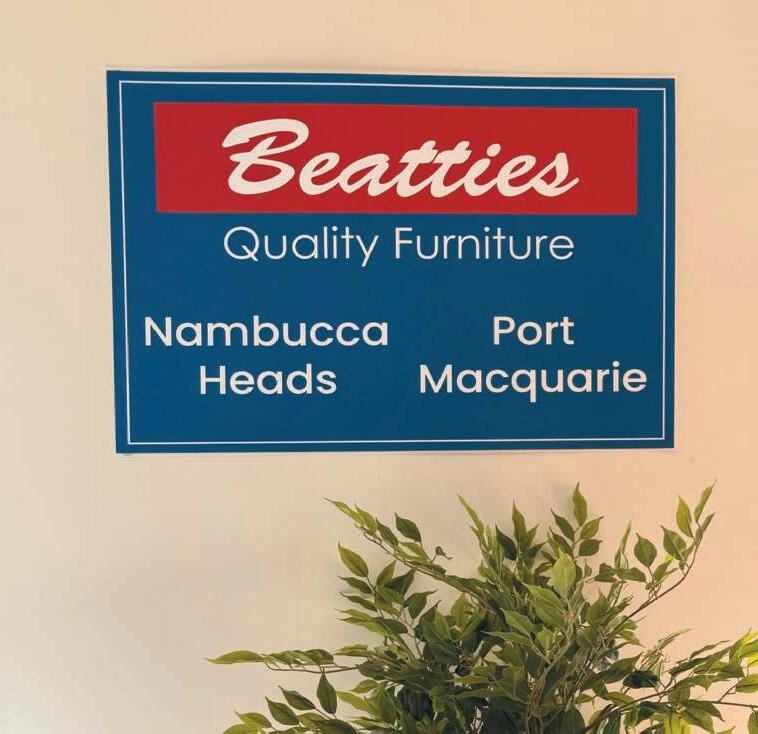 Beatties
Quality Furniture
Nambucca
Heads
Port
Macquarie